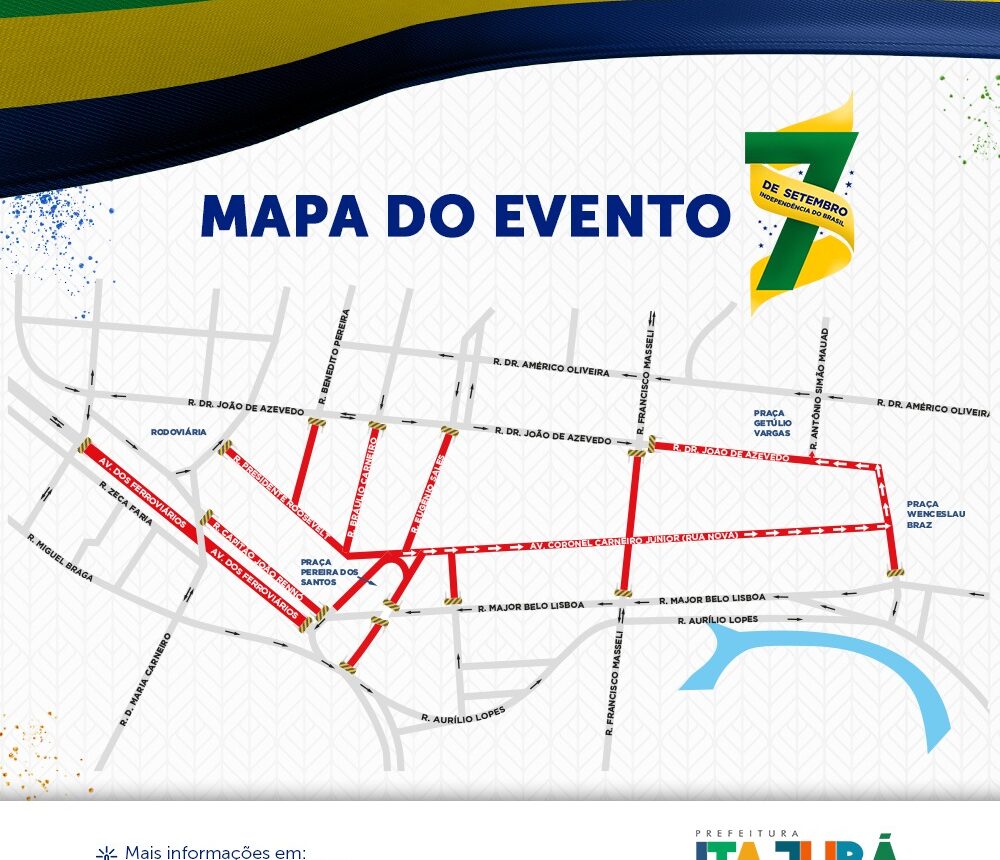 MAPA DO EVENTO
7
DE SETEMBRO
INDEPENDÊNCIA DO BRASIL
R. BENEDITO PEREIRA
R. FRANCISCO MASSELI
R. ANTÔNIO SIMÃO MAUAD
R. DR. AMÉRICO OLIVEIRA
R. DR. AMÉRICO OLIVEIRA
R. DR. JOÃO DE AZEVEDO
PRAÇA
GETÚLIO
VARGAS
RODOVIÁRIA
R. DR. JOÃO DE AZEVEDO
R. DR. JOÃO DE AZEVEDO
AV. DOS FERROVIÁRIOS
R. PRESIDENTE ROOSEVELT
R. BRAULIO CARNEIRO
R. EUGÊNIO SALES
R. ZECA FARIA
PRAÇA
WENCESLAU
BRAZ
R. MIGUEL BRAGA
R. CAPITÃO JOÃO RENNÓ
AV. DOS FERROVIÁRIOS
AV. CORONEL CARNEIRO JUNIOR (RUA NOVA)
PRAÇA
PEREIRA DOS
SANTOS
R. MAJOR BELO LISBOA
R. MAJOR BELO LISBOA
R. AURÍLIO LOPES
R. D. MARIA CARNEIRO
R. FRANCISCO MASSELI
R. AURÍLIO LOPES
Mais informações em:
PREFEITURA
ITAJUBÁ